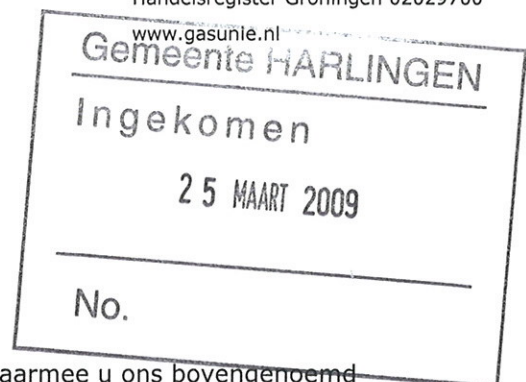 Handelsregister Groningen 02029700
www.gasunie.nl
Gemeente HARLINGEN
Ingekomen
25 MAART 2009
No.
aarmee u ons bovengenoemd